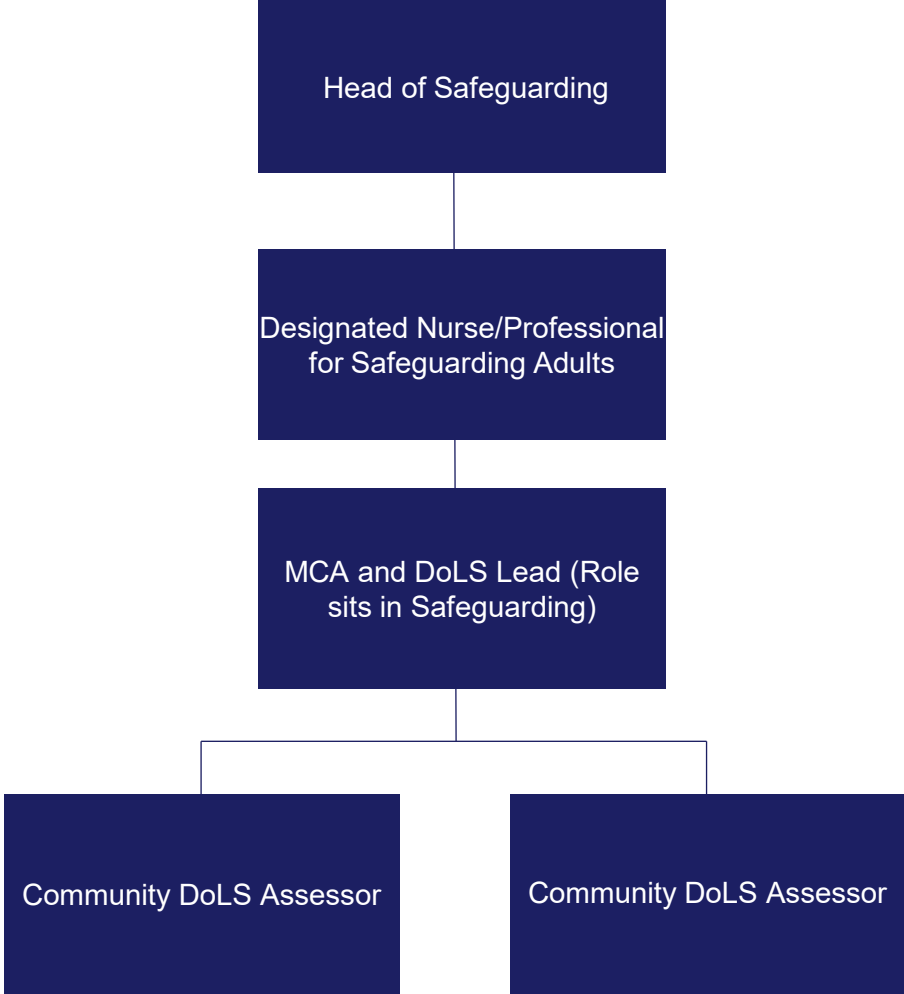 Head of Safeguarding
Designated Nurse/Professional
for Safeguarding Adults
MCA and DoLS Lead (Role
sits in Safeguarding)
Community DoLS Assessor
Community DoLS Assessor